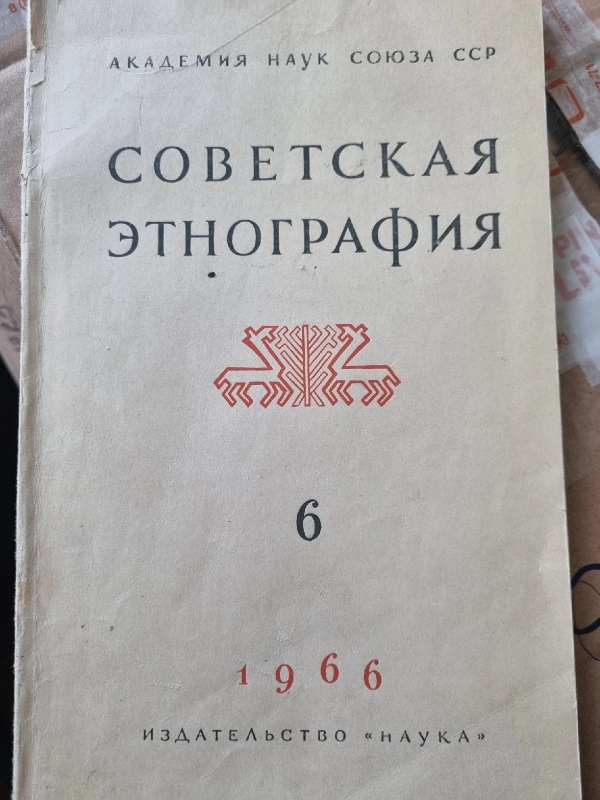 АКАДЕМИЯ НАУК СОЮЗА ССР
СОВЕТСКАЯ
ЭТНОГРАФИЯ
6
1966
ИЗДАТЕЛЬСТВО «НАУКА»